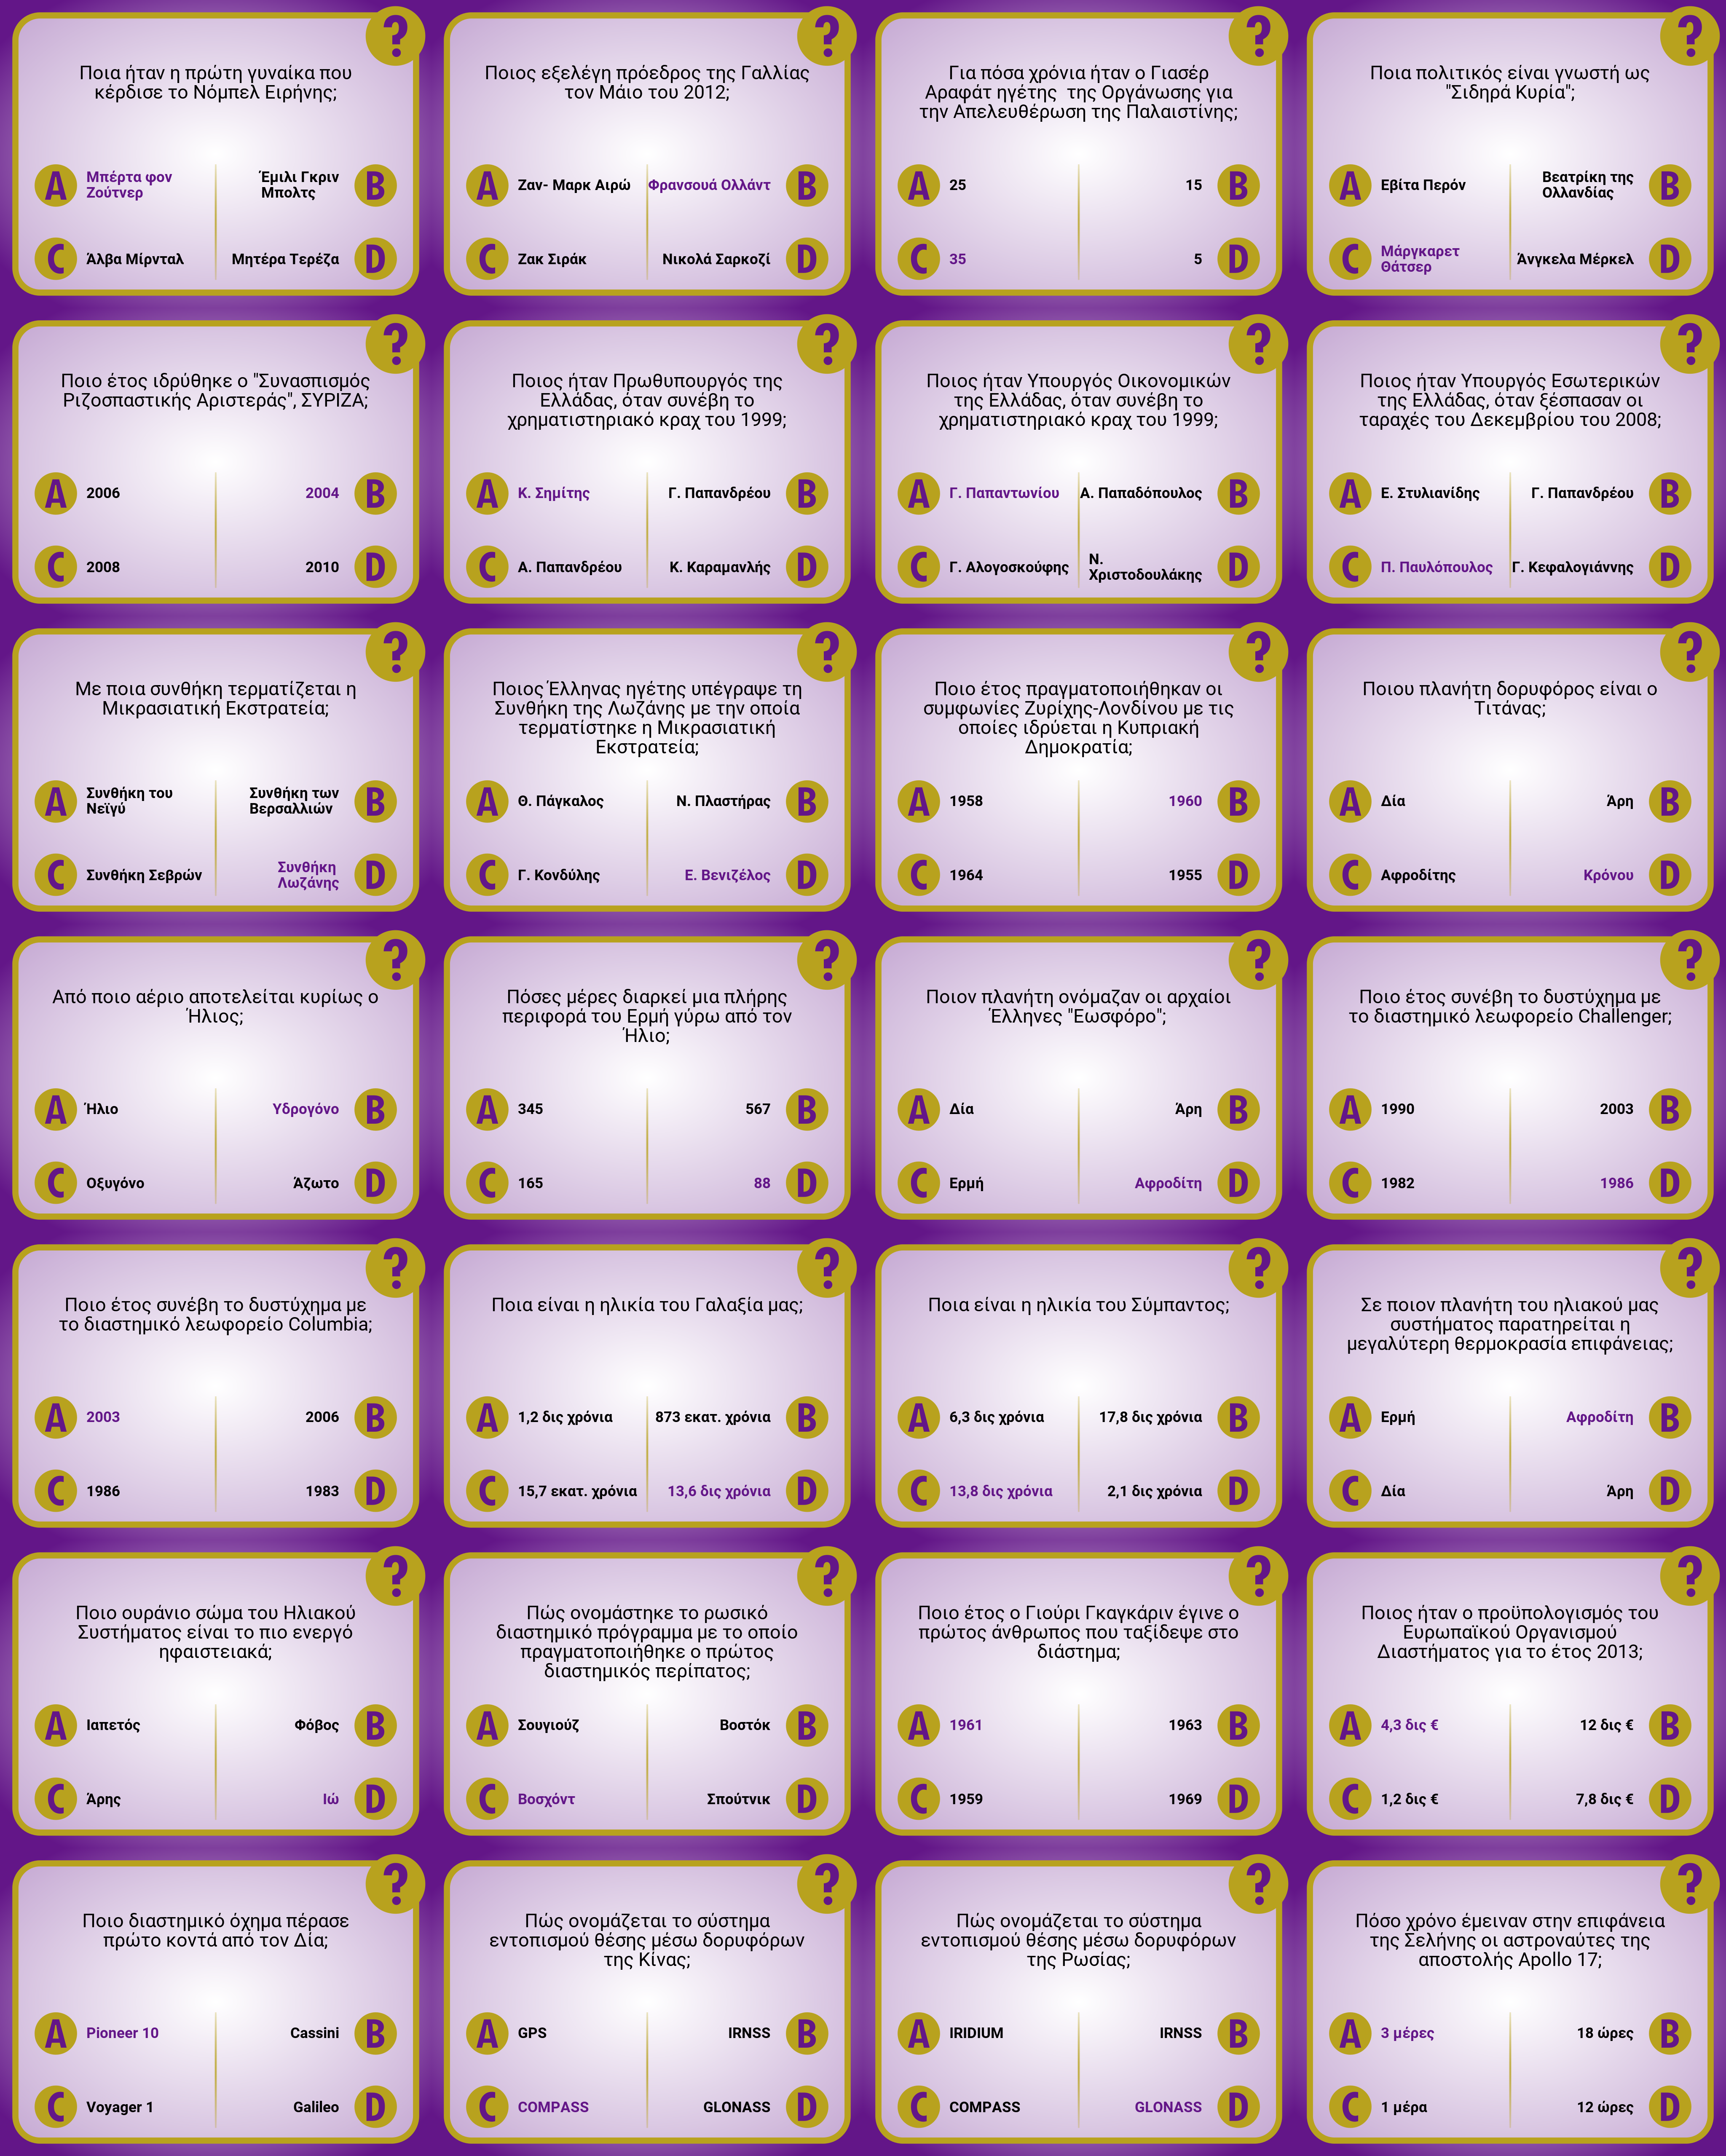 ?
Ποια ήταν η πρώτη γυναίκα που
κέρδισε το Νόμπελ Ειρήνης;
A
Μπέρτα φον
Ζούτνερ
Έμιλι Γκριν
Μπολτς
B
C
Άλβα Μίρνταλ
Μητέρα Τερέζα
D
?
Ποιος εξελέγη πρόεδρος της Γαλλίας
τον Μάιο του 2012;
A
Ζαν- Μαρκ Αιρώ
Φρανσουά Ολλάντ
B
C
Ζακ Σιράκ
Νικολά Σαρκοζί
D
?
Για πόσα χρόνια ήταν ο Γιασέρ
Αραφάτ ηγέτης  της Οργάνωσης για
την Απελευθέρωση της Παλαιστίνης;
A
25
15
B
C
35
5
D
?
Ποια πολιτικός είναι γνωστή ως
"Σιδηρά Κυρία";
A
Εβίτα Περόν
Βεατρίκη της
Ολλανδίας
B
C
Μάργκαρετ
Θάτσερ
Άνγκελα Μέρκελ
D
?
Ποιο έτος ιδρύθηκε ο "Συνασπισμός
Ριζοσπαστικής Αριστεράς", ΣΥΡΙΖΑ;
A
2006
2004
B
C
2008
2010
D
?
Ποιος ήταν Πρωθυπουργός της
Ελλάδας, όταν συνέβη το
χρηματιστηριακό κραχ του 1999;
A
Κ. Σημίτης
Γ. Παπανδρέου
B
C
Α. Παπανδρέου
Κ. Καραμανλής
D
?
Ποιος ήταν Υπουργός Οικονομικών
της Ελλάδας, όταν συνέβη το
χρηματιστηριακό κραχ του 1999;
A
Γ. Παπαντωνίου
Α. Παπαδόπουλος
B
C
Γ. Αλογοσκούφης
Ν.
Χριστοδουλάκης
D
?
Ποιος ήταν Υπουργός Εσωτερικών
της Ελλάδας, όταν ξέσπασαν οι
ταραχές του Δεκεμβρίου του 2008;
A
Ε. Στυλιανίδης
Γ. Παπανδρέου
B
C
Π. Παυλόπουλος
Γ. Κεφαλογιάννης
D
?
Με ποια συνθήκη τερματίζεται η
Μικρασιατική Εκστρατεία;
A
Συνθήκη του
Νεϊγύ
Συνθήκη των
Βερσαλλιών
B
C
Συνθήκη Σεβρών
Συνθήκη
Λωζάνης
D
?
Ποιος Έλληνας ηγέτης υπέγραψε τη
Συνθήκη της Λωζάνης με την οποία
τερματίστηκε η Μικρασιατική
Εκστρατεία;
A
Θ. Πάγκαλος
Ν. Πλαστήρας
B
C
Γ. Κονδύλης
Ε. Βενιζέλος
D
?
Ποιο έτος πραγματοποιήθηκαν οι
συμφωνίες Ζυρίχης-Λονδίνου με τις
οποίες ιδρύεται η Κυπριακή
Δημοκρατία;
A
1958
1960
B
C
1964
1955
D
?
Ποιου πλανήτη δορυφόρος είναι ο
Τιτάνας;
A
Δία
Άρη
B
C
Αφροδίτης
Κρόνου
D
?
Από ποιο αέριο αποτελείται κυρίως ο
Ήλιος;
A
Ήλιο
Υδρογόνο
B
C
Οξυγόνο
Άζωτο
D
?
Πόσες μέρες διαρκεί μια πλήρης
περιφορά του Ερμή γύρω από τον
Ήλιο;
A
345
567
B
C
165
88
D
?
Ποιον πλανήτη ονόμαζαν οι αρχαίοι
Έλληνες "Εωσφόρο";
A
Δία
Άρη
B
C
Ερμή
Αφροδίτη
D
?
Ποιο έτος συνέβη το δυστύχημα με
το διαστημικό λεωφορείο Challenger;
A
1990
2003
B
C
1982
1986
D
?
Ποιο έτος συνέβη το δυστύχημα με
το διαστημικό λεωφορείο Columbia;
A
2003
2006
B
C
1986
1983
D
?
Ποια είναι η ηλικία του Γαλαξία μας;
A
1,2 δις χρόνια
873 εκατ. χρόνια
B
C
15,7 εκατ. χρόνια
13,6 δις χρόνια
D
?
Ποια είναι η ηλικία του Σύμπαντος;
A
6,3 δις χρόνια
17,8 δις χρόνια
B
C
13,8 δις χρόνια
2,1 δις χρόνια
D
?
Σε ποιον πλανήτη του ηλιακού μας
συστήματος παρατηρείται η
μεγαλύτερη θερμοκρασία επιφάνειας;
A
Ερμή
Αφροδίτη
B
C
Δία
Άρη
D
?
Ποιο ουράνιο σώμα του Ηλιακού
Συστήματος είναι το πιο ενεργό
ηφαιστειακά;
A
Ιαπετός
Φόβος
B
C
Άρης
Ιώ
D
?
Πώς ονομάστηκε το ρωσικό
διαστημικό πρόγραμμα με το οποίο
πραγματοποιήθηκε ο πρώτος
διαστημικός περίπατος;
A
Σουγιούζ
Βοστόκ
B
C
Βοσχόντ
Σπούτνικ
D
?
Ποιο έτος ο Γιούρι Γκαγκάριν έγινε ο
πρώτος άνθρωπος που ταξίδεψε στο
διάστημα;
A
1961
1963
B
C
1959
1969
D
?
Ποιος ήταν ο προϋπολογισμός του
Ευρωπαϊκού Οργανισμού
Διαστήματος για το έτος 2013;
A
4,3 δις €
12 δις €
B
C
1,2 δις €
7,8 δις €
D
?
Ποιο διαστημικό όχημα πέρασε
πρώτο κοντά από τον Δία;
A
Pioneer 10
Cassini
B
C
Voyager 1
Galileo
D
?
Πώς ονομάζεται το σύστημα
εντοπισμού θέσης μέσω δορυφόρων
της Κίνας;
A
GPS
IRNSS
B
C
COMPASS
GLONASS
D
?
Πώς ονομάζεται το σύστημα
εντοπισμού θέσης μέσω δορυφόρων
της Ρωσίας;
A
IRIDIUM
IRNSS
B
C
COMPASS
GLONASS
D
?
Πόσο χρόνο έμειναν στην επιφάνεια
της Σελήνης οι αστροναύτες της
αποστολής Apollo 17;
A
3 μέρες
18 ώρες
B
C
1 μέρα
12 ώρες
D